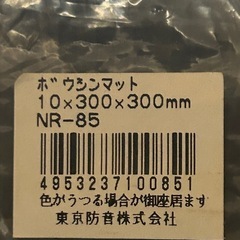 ボウシンマット
10×300×300mm
NR-85
4953237100851
色がうつる場合が御座居ます
東京防音株式会社